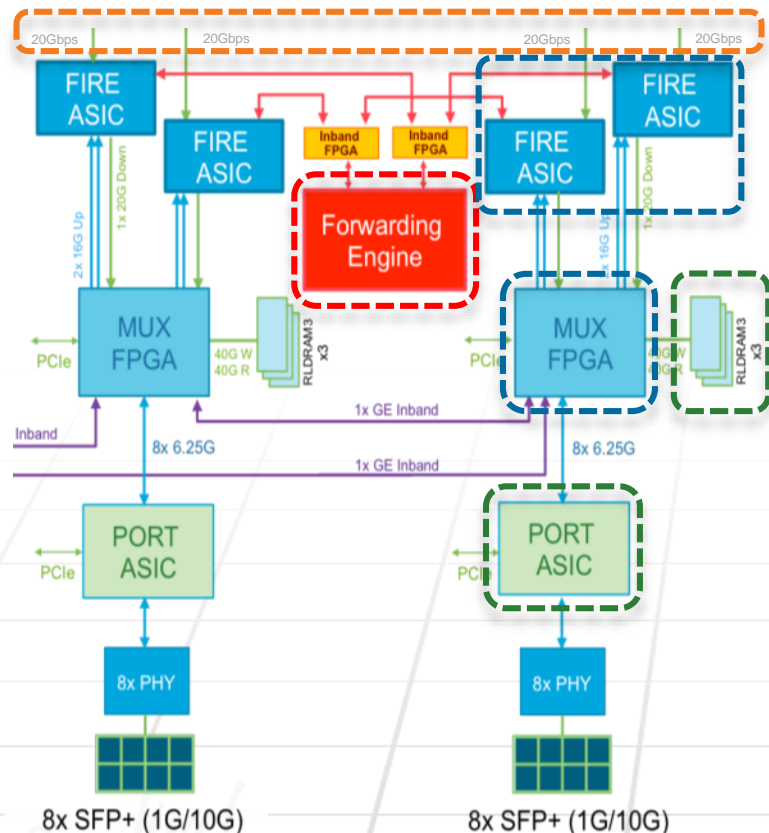 20Gbps
20Gbps
20Gbps
20Gbps
FIRE
ASIC
FIRE
ASIC
Inband
FPGA
Inband
FPGA
FIRE
ASIC
FIRE
ASIC
2x 16G Up
1x 20G Down
Forwarding
Engine
x 16G Up
1x 20G Down
MUX
FPGA
PCIe
40G W
40G R
RLDRAM3
x3
MUX
FPGA
PCIe
40G W
40G R
RLDRAM3
x3
Inband
1x GE Inband
8x 6.25G
1x GE Inband
8x 6.25G
PORT
ASIC
PCIe
PORT
ASIC
PCIe
8x PHY
8x PHY
8x SFP+ (1G/10G)
8x SFP+ (1G/10G)